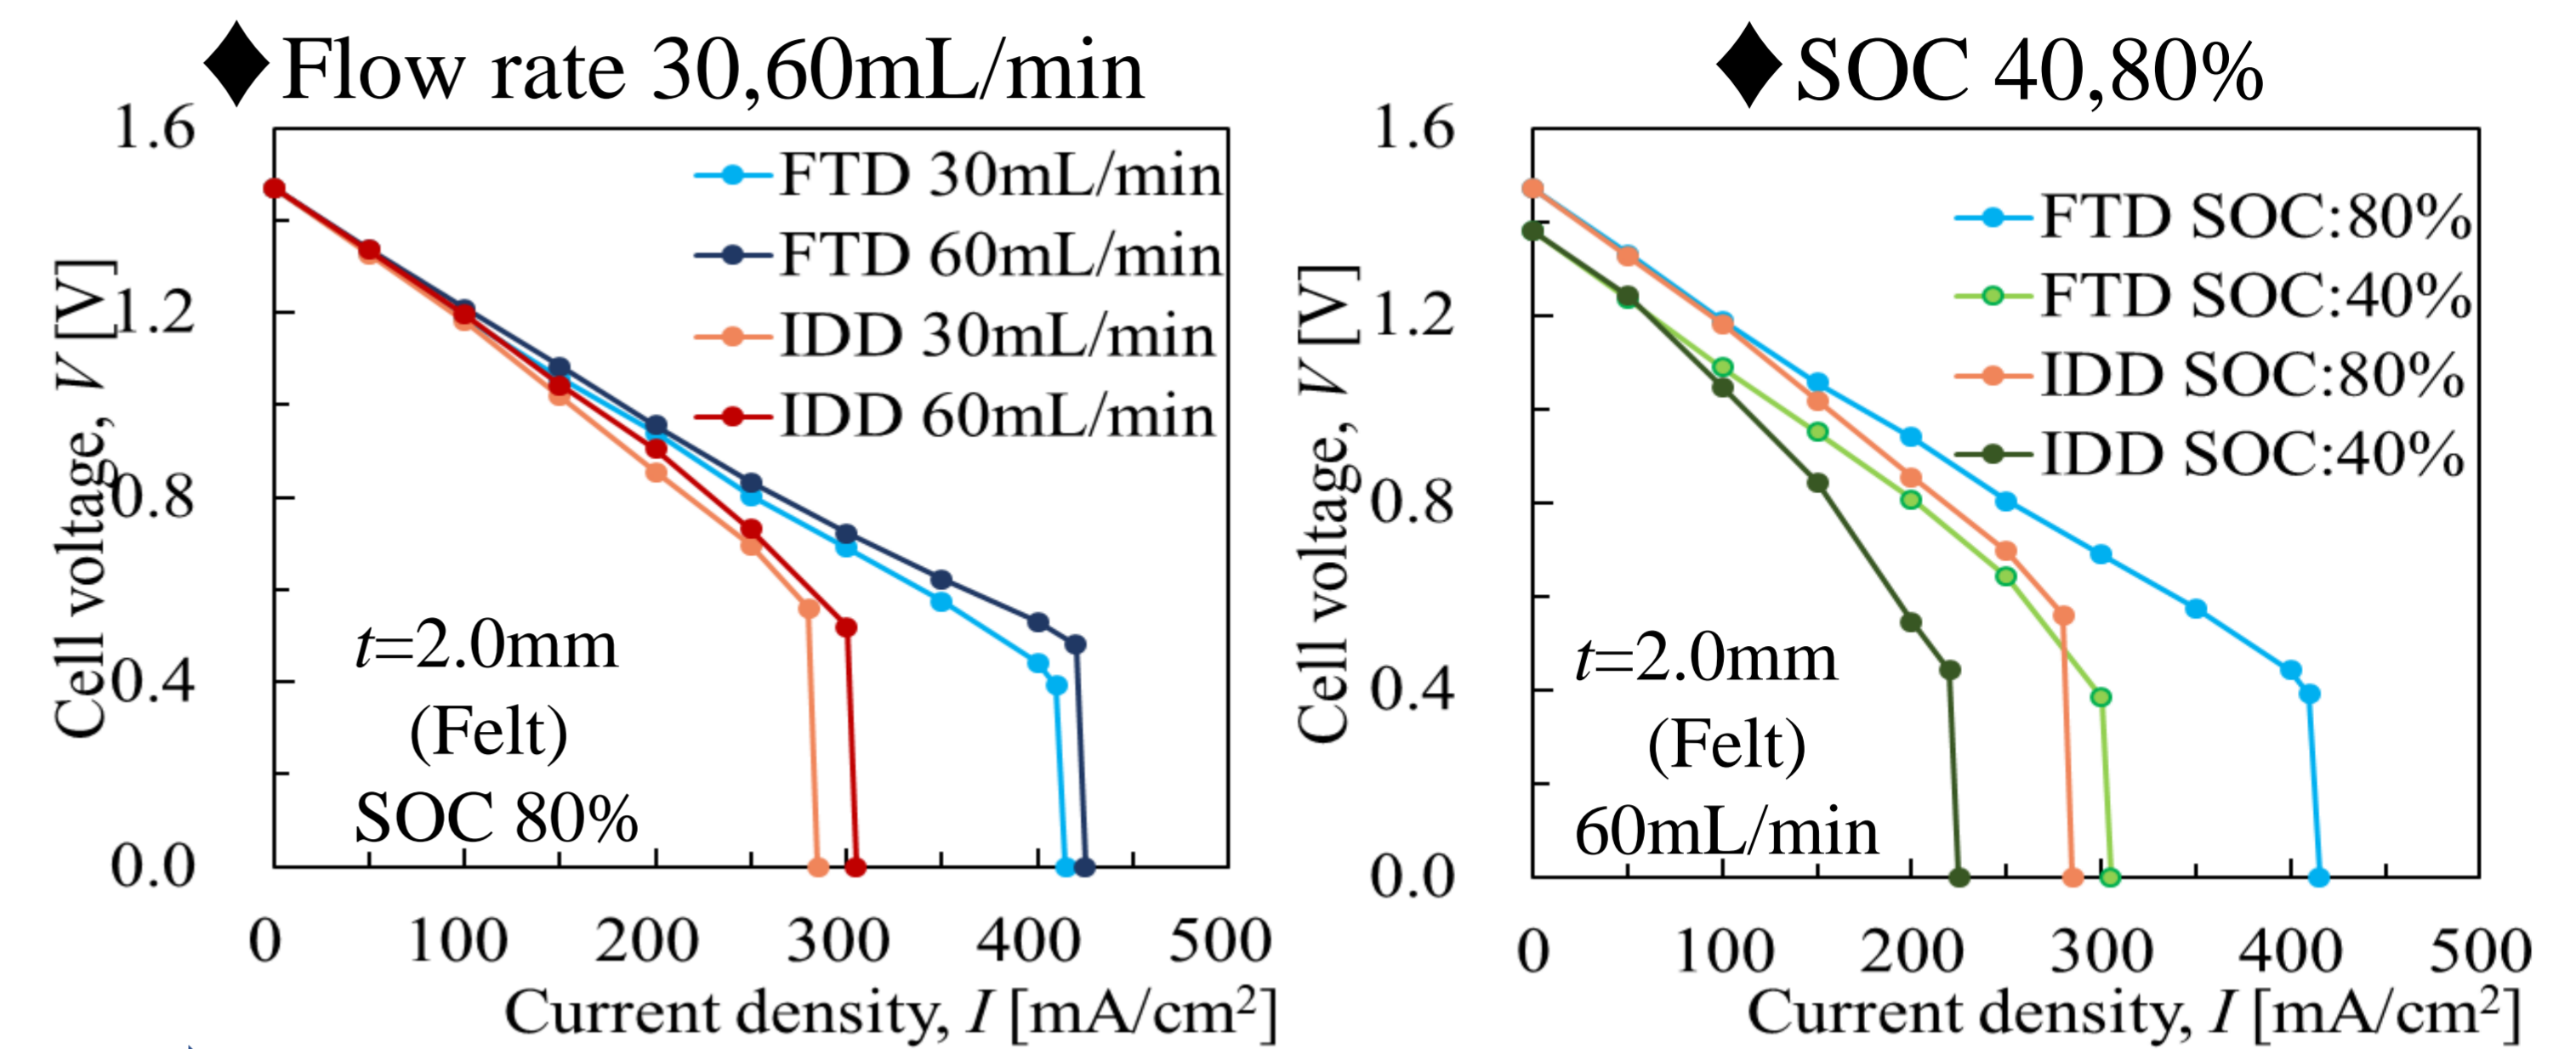 ◆Flow rate 30,60mL/min
1.6
1.2
0.8
0.4
0.0
Cell voltage, V [V]
FTD 30mL/min
FTD 60mL/min
IDD 30mL/min
IDD 60mL/min
t=2.0mm
(Felt)
SOC 80%
0 100 200 300 400 500
Current density, I [mA/cm²]
◆SOC 40,80%
1.6
1.2
0.8
0.4
0.0
Cell voltage, V [V]
FTD SOC:80%
FTD SOC:40%
IDD SOC:80%
IDD SOC:40%
t=2.0mm
(Felt)
60mL/min
0 100 200 300 400 500
Current density, I [mA/cm²]